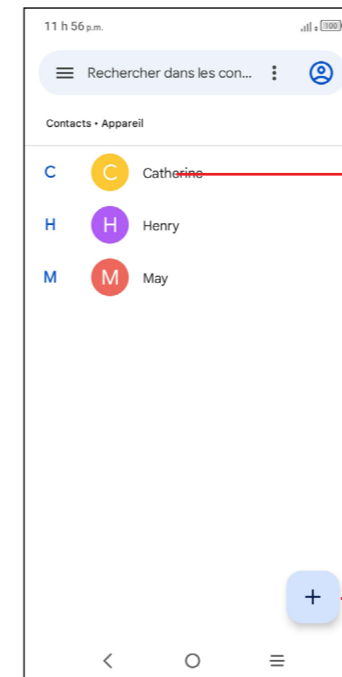 11 h 56 p.m. 100
Rechercher dans les con...
Contacts • Appareil
C C Catherine
H H Henry
M M May
+